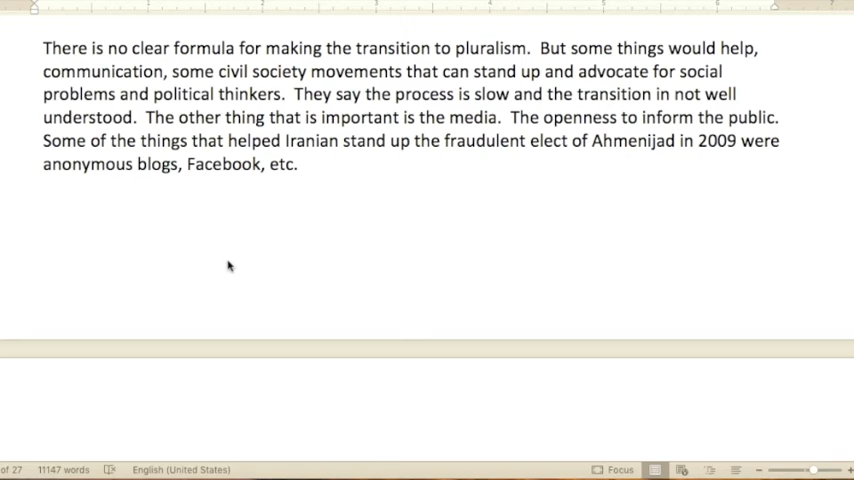 There is no clear formula for making the transition to pluralism.  But some things would help,
communication, some civil society movements that can stand up and advocate for social
problems and political thinkers.  They say the process is slow and the transition in not well
understood.  The other thing that is important is the media.  The openness to inform the public.
Some of the things that helped Iranian stand up the fraudulent elect of Ahmenijad in 2009 were
anonymous blogs, Facebook, etc.
of 27 11147 words English (United States) Focus